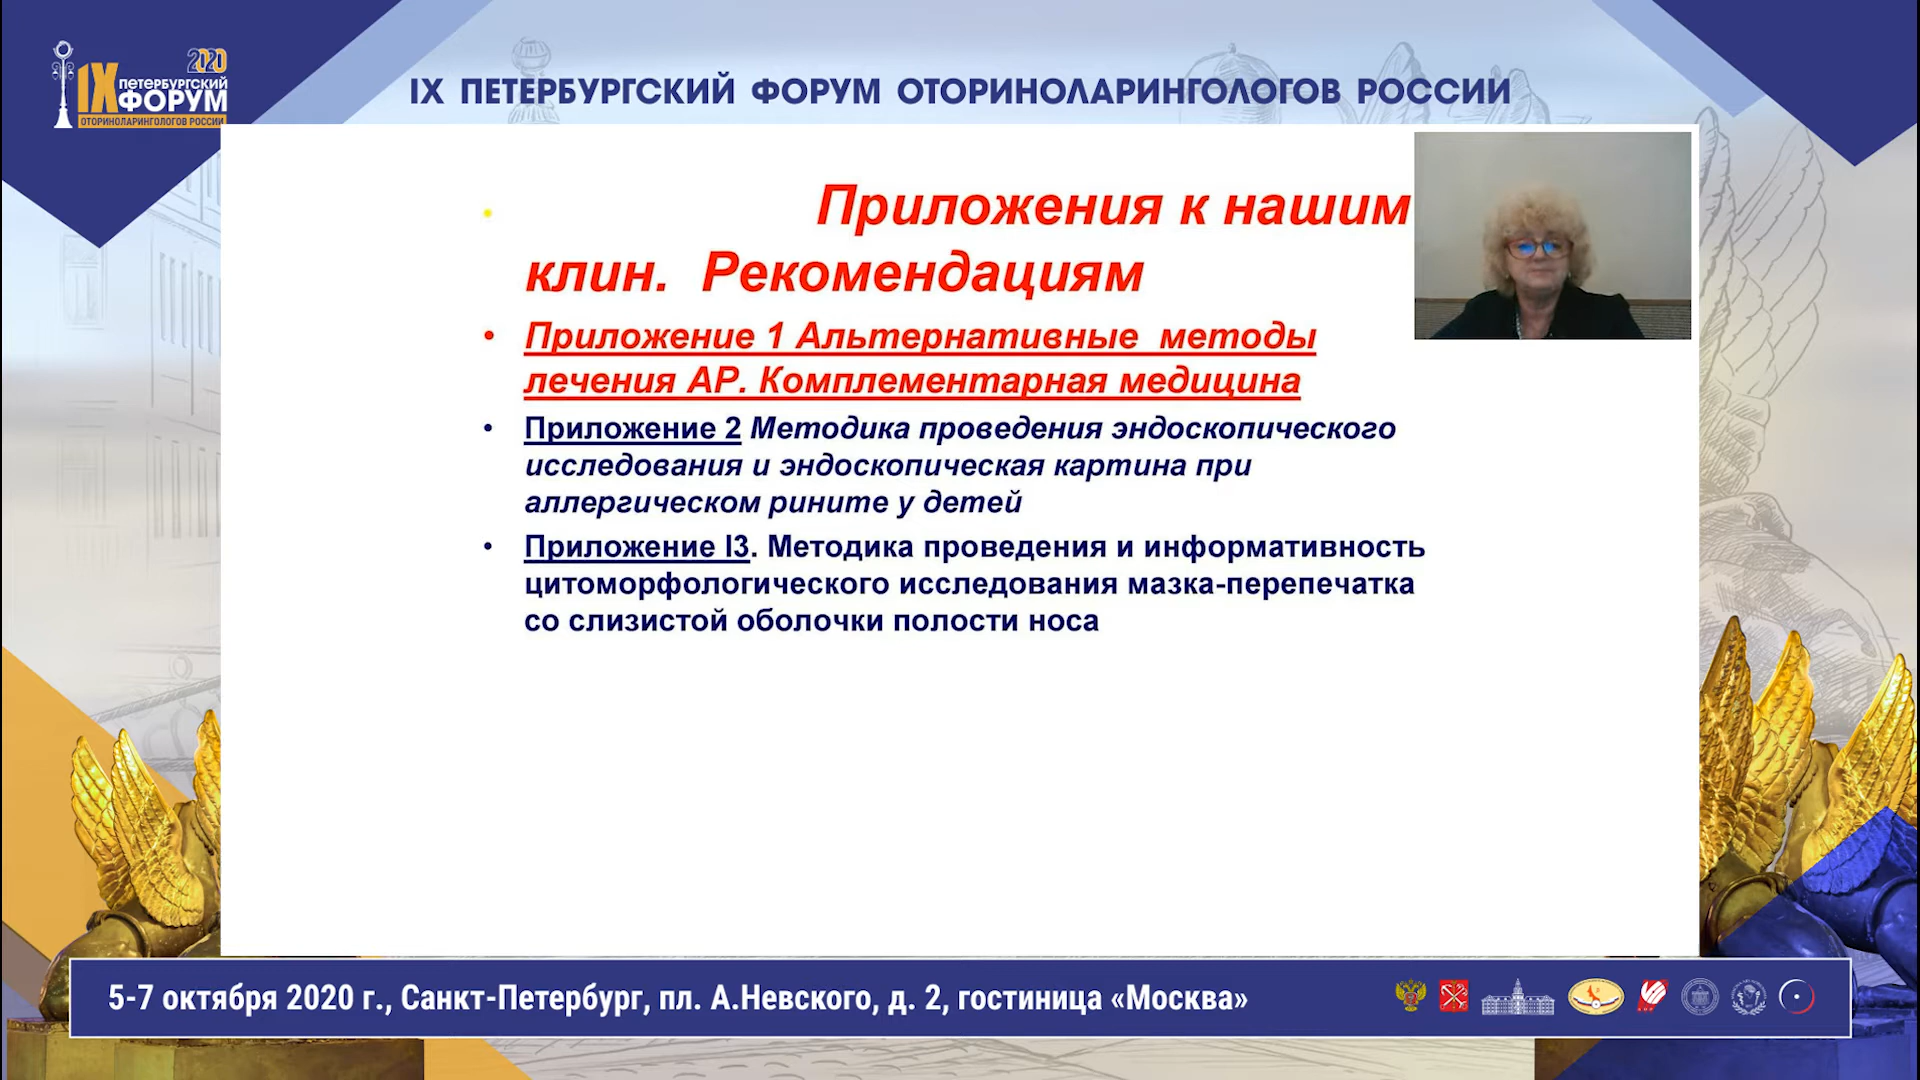 2020
IX ПЕТЕРБУРГСКИЙ
ФОРУМ
ОТОРИНОЛАРИНГОЛОГОВ РОССИИ
IX ПЕТЕРБУРГСКИЙ ФОРУМ ОТОРИНОЛАРИНГОЛОГОВ РОССИИ
• Приложения к нашим
клин. Рекомендациям
• Приложение 1 Альтернативные методы
лечения АР. Комплементарная медицина
• Приложение 2 Методика проведения эндоскопического
исследования и эндоскопическая картина при
аллергическом рините у детей
• Приложение I3. Методика проведения и информативность
цитоморфологического исследования мазка-перепечатка
со слизистой оболочки полости носа
5-7 октября 2020 г., Санкт-Петербург, пл. А.Невского, д. 2, гостиница «Москва»